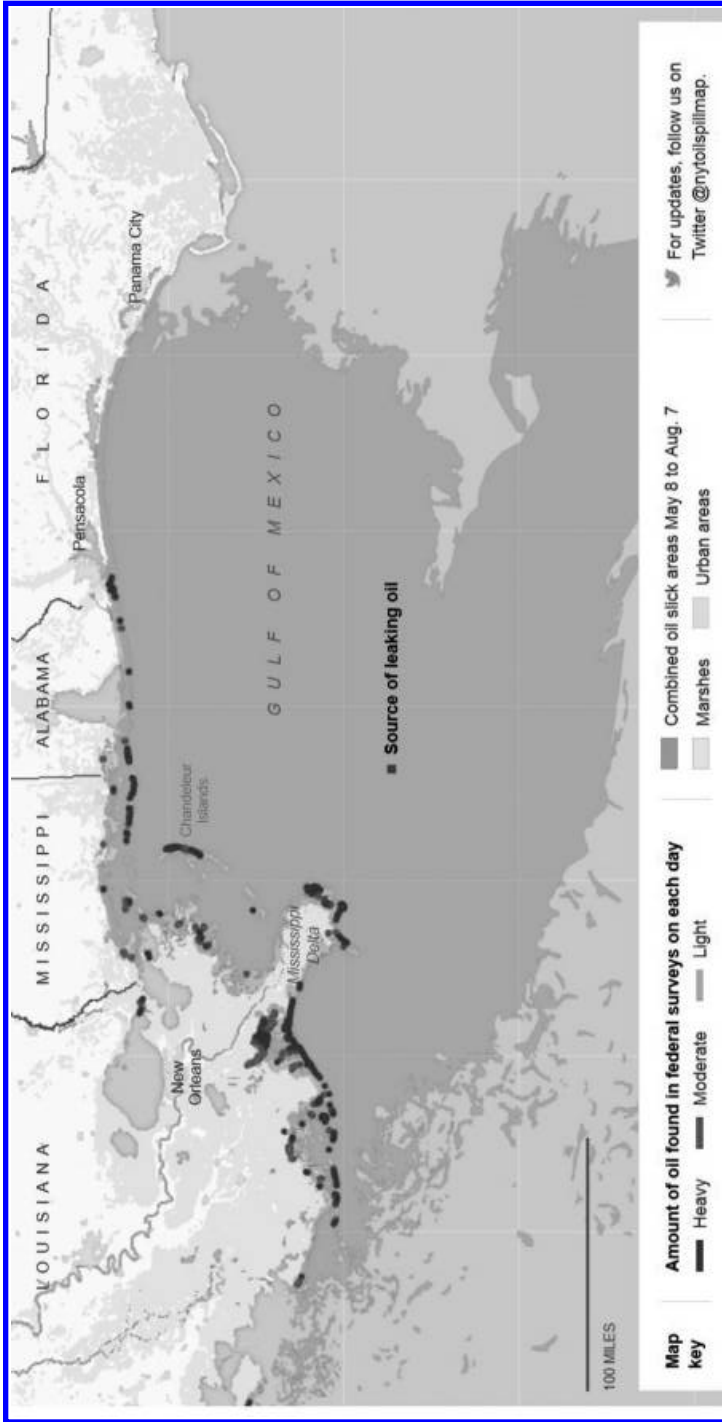 LOUISIANA
MISSISSIPPI
ALABAMA
FLORIDA
New
Orleans
Pensacola
Panama City
Chandeleur
Islands
Mississippi
Delta
GULF OF MEXICO
Source of leaking oil
100 MILES
Map
key
Amount of oil found in federal surveys on each day
Heavy Moderate Light
Combined oil slick areas May 8 to Aug. 7
Marshes Urban areas
For updates, follow us on
Twitter @nytoilspillmap.